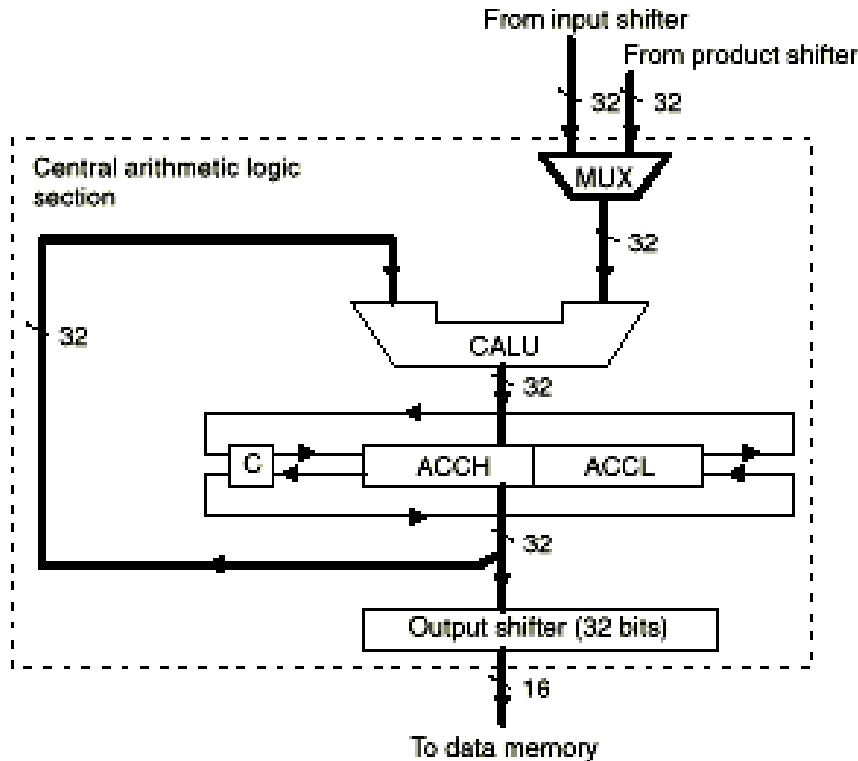 From input shifter
From product shifter
32
32
Central arithmetic logic
section
MUX
32
32
CALU
32
C
ACCH
ACCL
32
Output shifter (32 bits)
16
To data memory